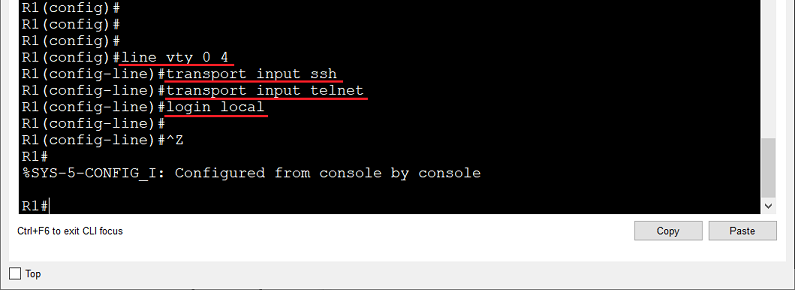 R1(config)#
R1(config)#
R1(config)#
R1(config)#line vty 0 4
R1(config-line)#transport input ssh
R1(config-line)#transport input telnet
R1(config-line)#login local
R1(config-line)#
R1(config-line)#^Z
R1#
%SYS-5-CONFIG_I: Configured from console by console
R1#
Ctrl+F6 to exit CLI focus
Copy
Paste
Top